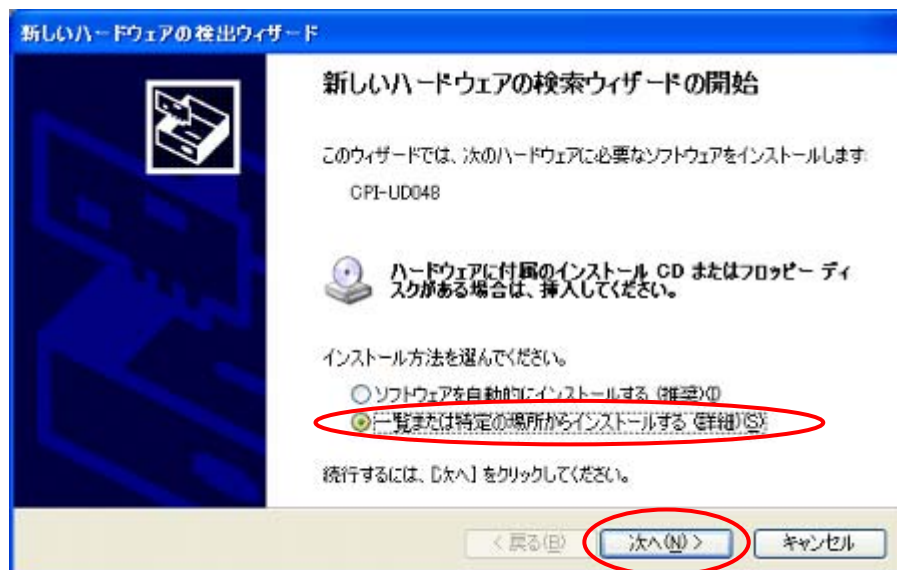 新しいハードウェアの検出ウィザード
新しいハードウェアの検索ウィザードの開始
このウィザードでは、次のハードウェアに必要なソフトウェアをインストールします:
CPI-UD048
ハードウェアに付属のインストール CD またはフロッピー ディ
スクがある場合は、挿入してください。
インストール方法を選んでください。
ソフトウェアを自動的にインストールする (推奨)(I)
一覧または特定の場所からインストールする (詳細)(S)
続行するには、[次へ] をクリックしてください。
< 戻る(B)
次へ(N) >
キャンセル